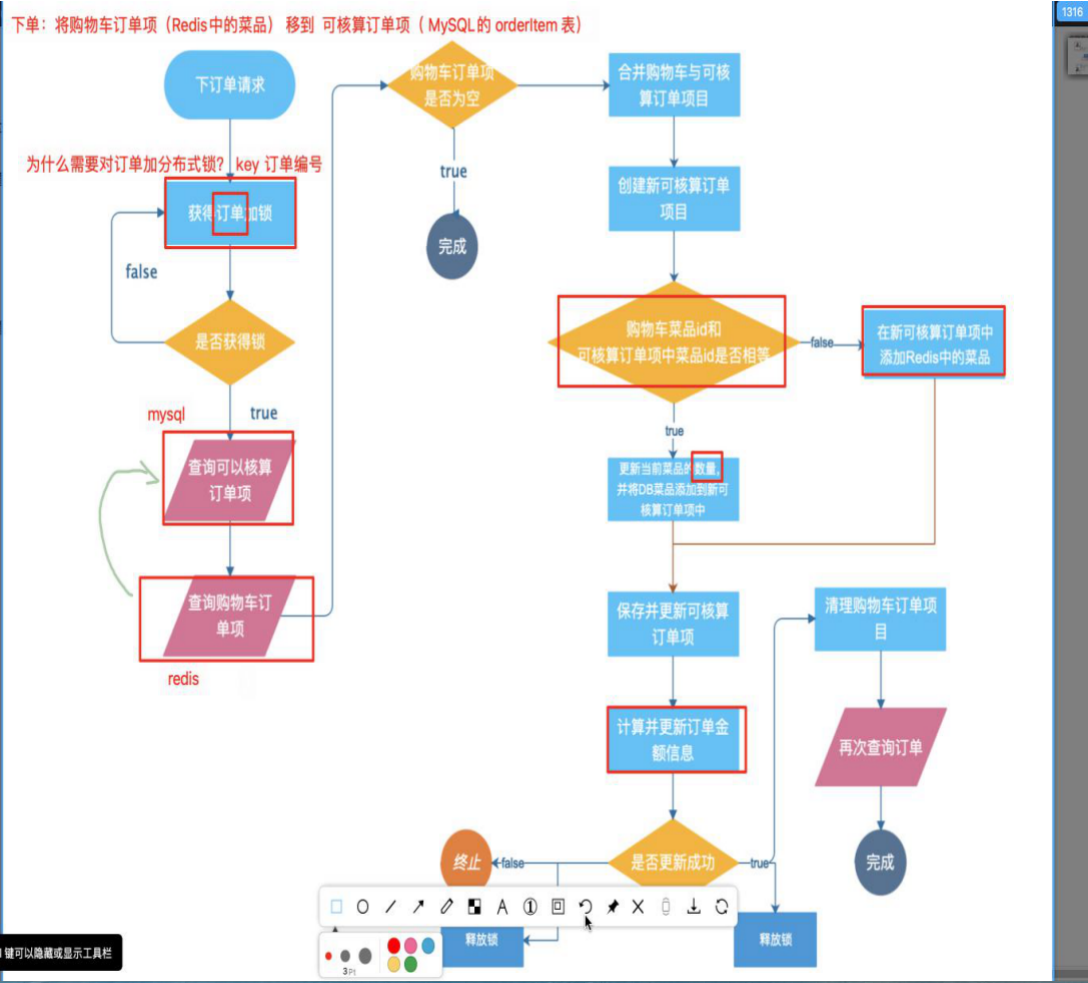 下单：将购物车订单项（Redis中的菜品） 移到 可核算订单项（ MySQL的 orderItem 表）
1316
下订单请求
为什么需要对订单加分布式锁？ key 订单编号
获得订单加锁
false
是否获得锁
true
mysql
查询可以核算
订单项
查询购物车订
单项
redis
购物车订单项
是否为空
true
完成
合并购物车与可核
算订单项目
创建新可核算订单
项目
购物车菜品id和
可核算订单项中菜品id是否相等
false
在新可核算订单项中
添加Redis中的菜品
true
更新当前菜品的数量，
并将DB菜品添加到新可
核算订单项中
保存并更新可核算
订单项
计算并更新订单金
额信息
是否更新成功
false
终止
释放锁
true
释放锁
清理购物车订单项
目
再次查询订单
完成
A
1
3Pt
键可以隐藏或显示工具栏